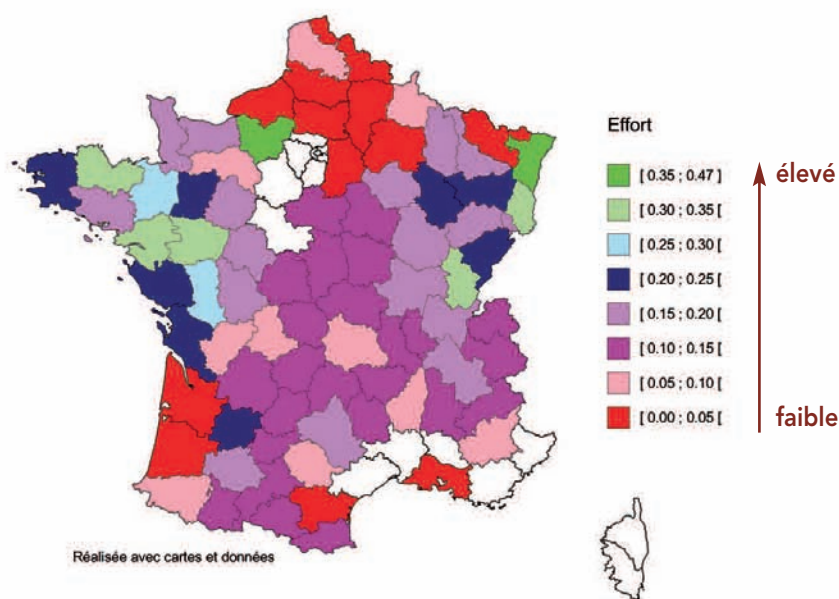 Effort
élevé
[ 0.35 ; 0.47 [
[ 0.30 ; 0.35 [
[ 0.25 ; 0.30 [
[ 0.20 ; 0.25 [
[ 0.15 ; 0.20 [
[ 0.10 ; 0.15 [
[ 0.05 ; 0.10 [
[ 0.00 ; 0.05 [
faible
Réalisée avec cartes et données